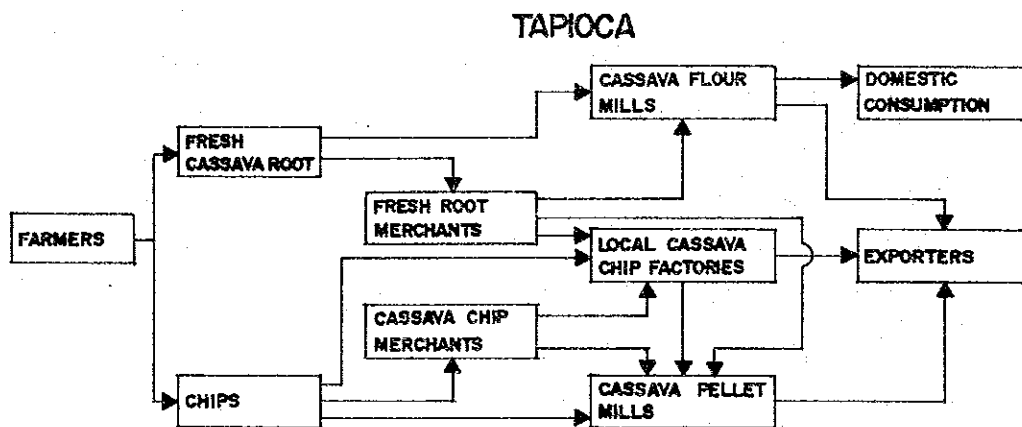 TAPIOCA
CASSAVA FLOUR
MILLS
DOMESTIC
CONSUMPTION
FRESH
CASSAVA ROOT
FRESH ROOT
MERCHANTS
FARMERS
LOCAL CASSAVA
CHIP FACTORIES
EXPORTERS
CASSAVA CHIP
MERCHANTS
CHIPS
CASSAVA PELLET
MILLS